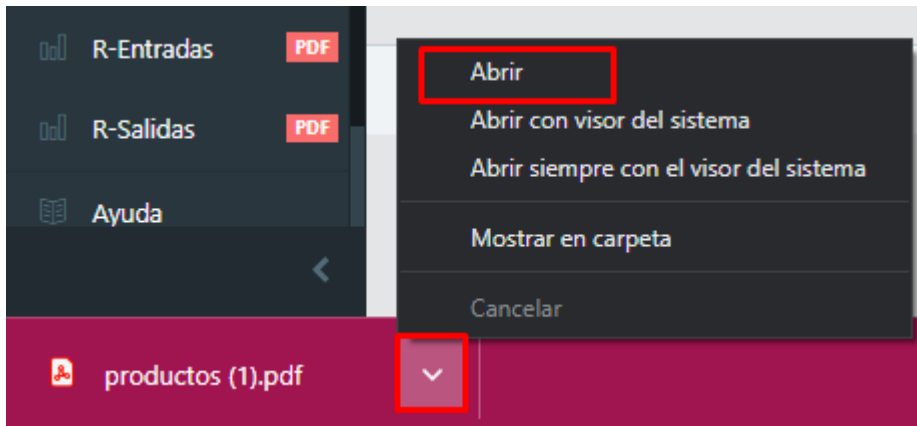 R-Entradas PDF
R-Salidas PDF
Ayuda
Abrir
Abrir con visor del sistema
Abrir siempre con el visor del sistema
Mostrar en carpeta
Cancelar
productos (1).pdf